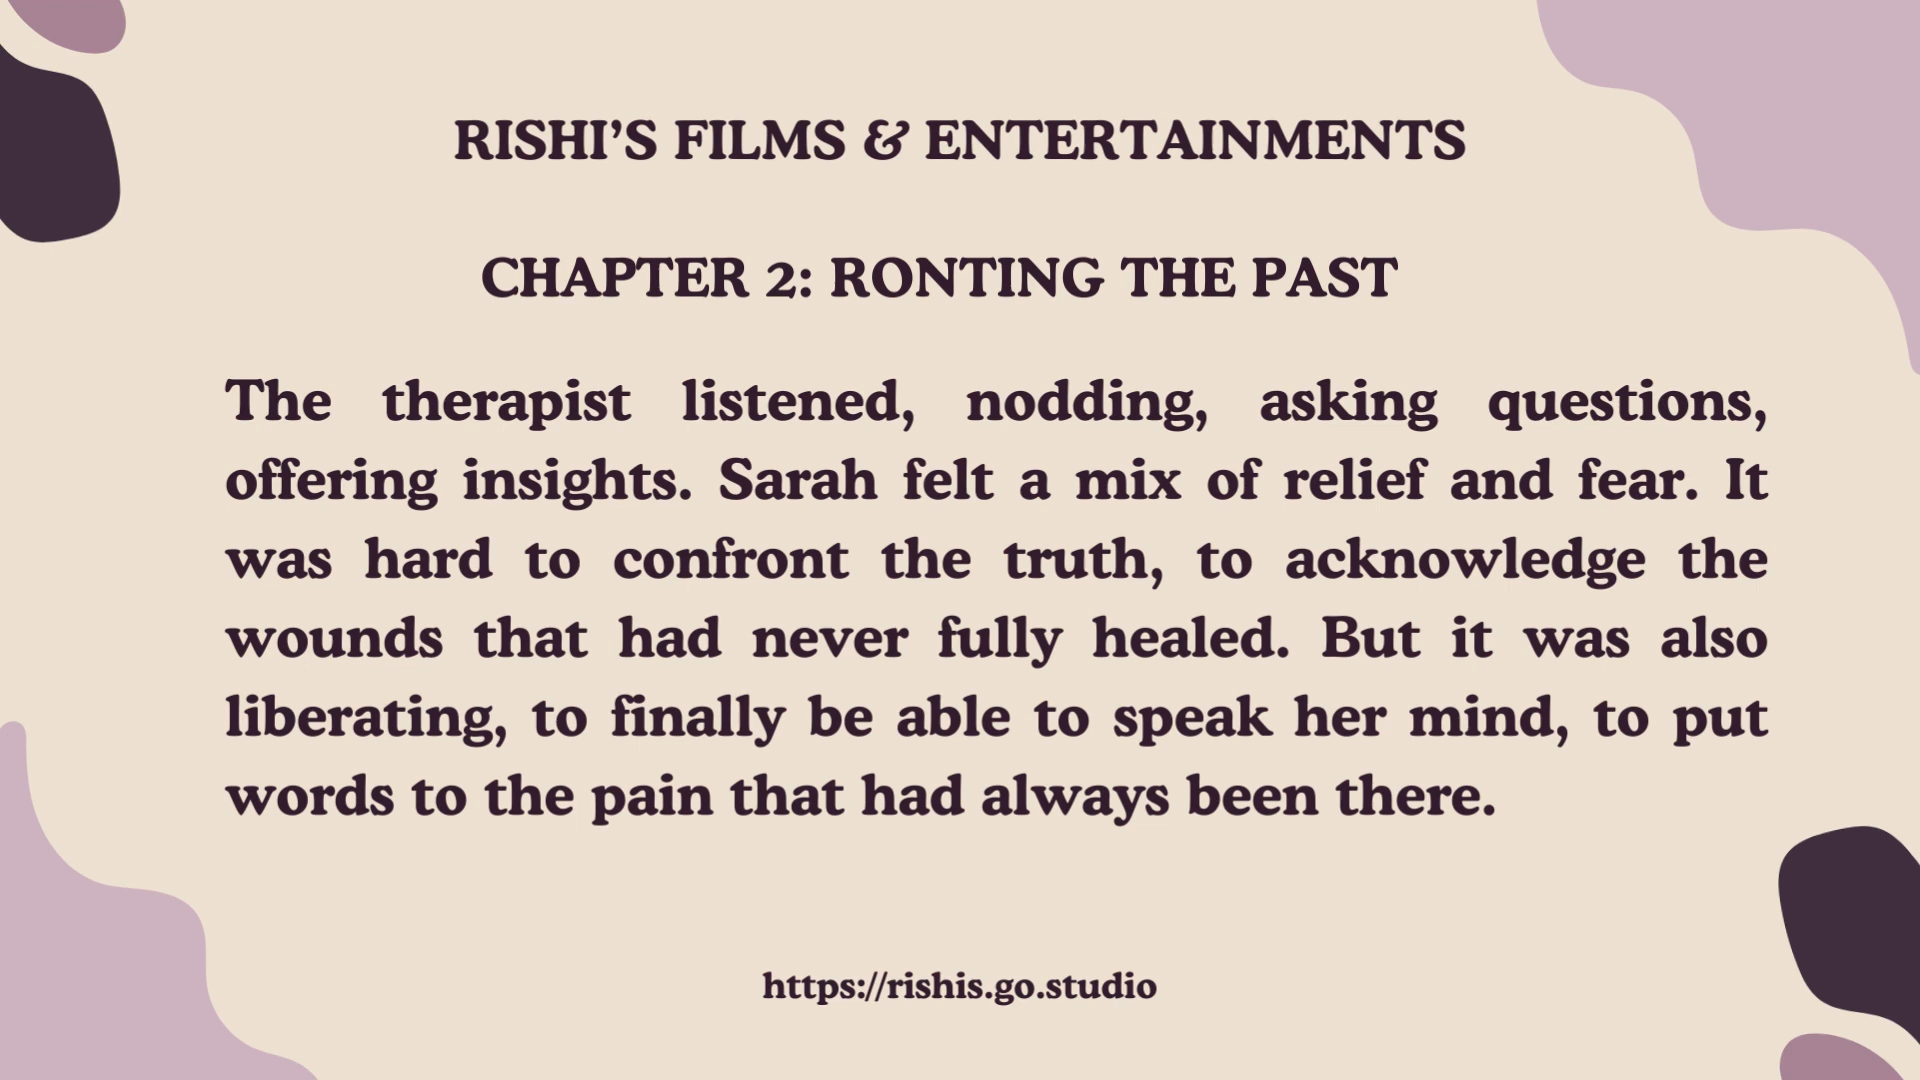 RISHI’S FILMS & ENTERTAINMENTS
CHAPTER 2: RONTING THE PAST
The therapist listened, nodding, asking questions,
offering insights. Sarah felt a mix of relief and fear. It
was hard to confront the truth, to acknowledge the
wounds that had never fully healed. But it was also
liberating, to finally be able to speak her mind, to put
words to the pain that had always been there.
https://rishis.go.studio